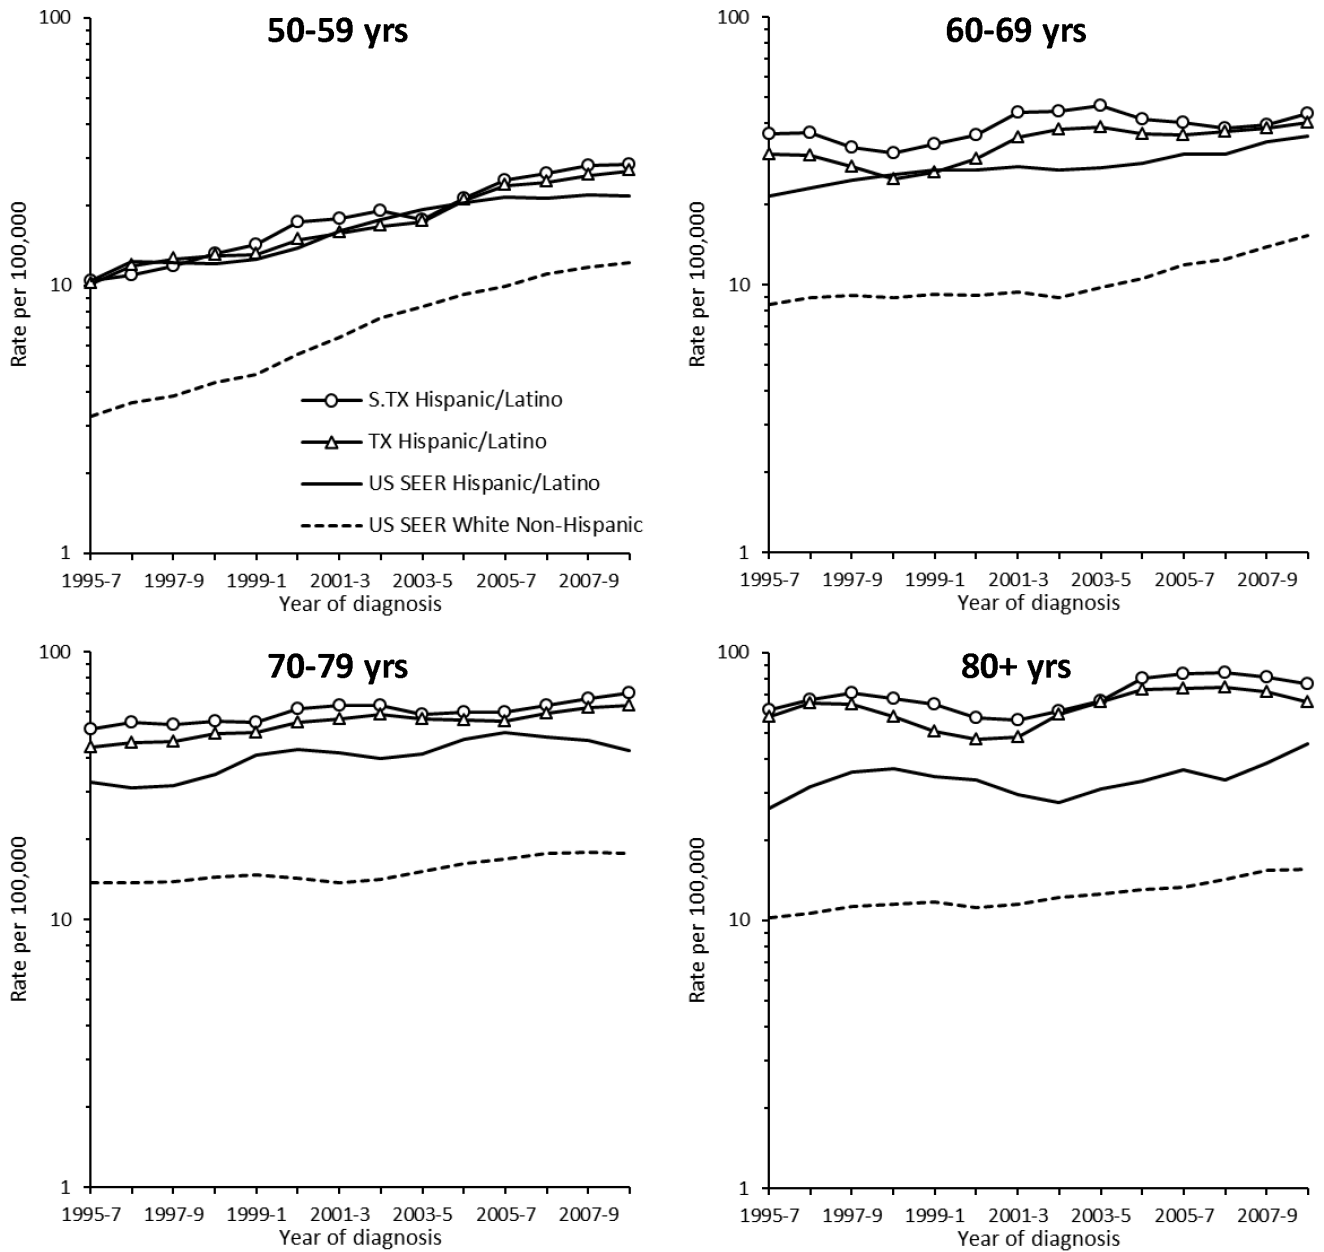 50-59 yrs
100
10
1
Rate per 100,000
S.TX Hispanic/Latino
TX Hispanic/Latino
US SEER Hispanic/Latino
US SEER White Non-Hispanic
1995-7 1997-9 1999-1 2001-3 2003-5 2005-7 2007-9
Year of diagnosis
60-69 yrs
100
10
1
Rate per 100,000
1995-7 1997-9 1999-1 2001-3 2003-5 2005-7 2007-9
Year of diagnosis
70-79 yrs
100
10
1
Rate per 100,000
1995-7 1997-9 1999-1 2001-3 2003-5 2005-7 2007-9
Year of diagnosis
80+ yrs
100
10
1
Rate per 100,000
1995-7 1997-9 1999-1 2001-3 2003-5 2005-7 2007-9
Year of diagnosis